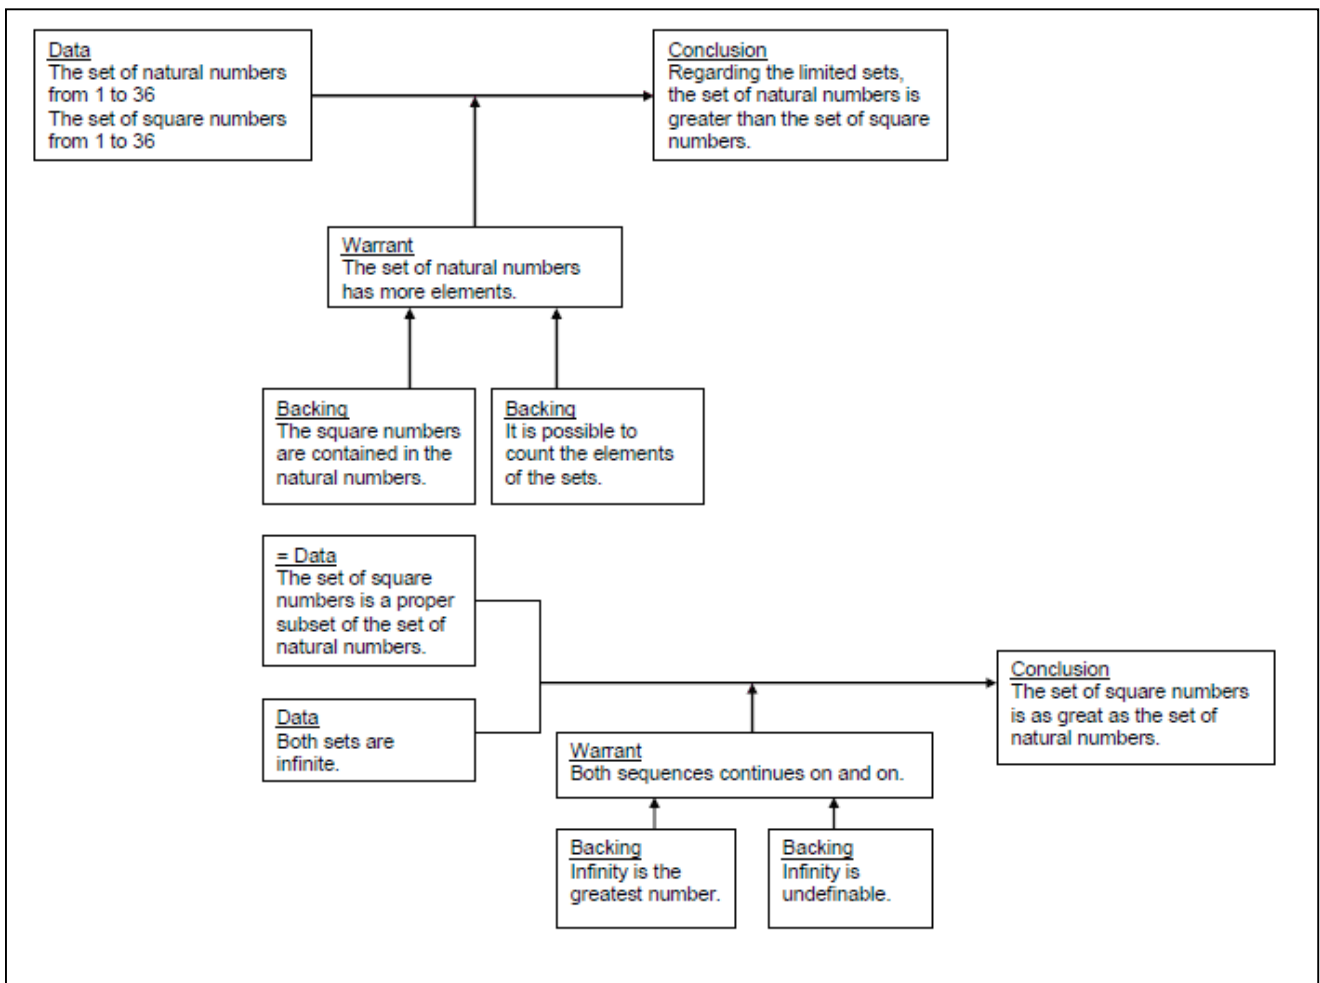 Data
The set of natural numbers
from 1 to 36
The set of square numbers
from 1 to 36
Conclusion
Regarding the limited sets,
the set of natural numbers is
greater than the set of square
numbers.
Warrant
The set of natural numbers
has more elements.
Backing
The square numbers
are contained in the
natural numbers.
Backing
It is possible to
count the elements
of the sets.
= Data
The set of square
numbers is a proper
subset of the set of
natural numbers.
Data
Both sets are
infinite.
Conclusion
The set of square numbers
is as great as the set of
natural numbers.
Warrant
Both sequences continues on and on.
Backing
Infinity is the
greatest number.
Backing
Infinity is
undefinable.